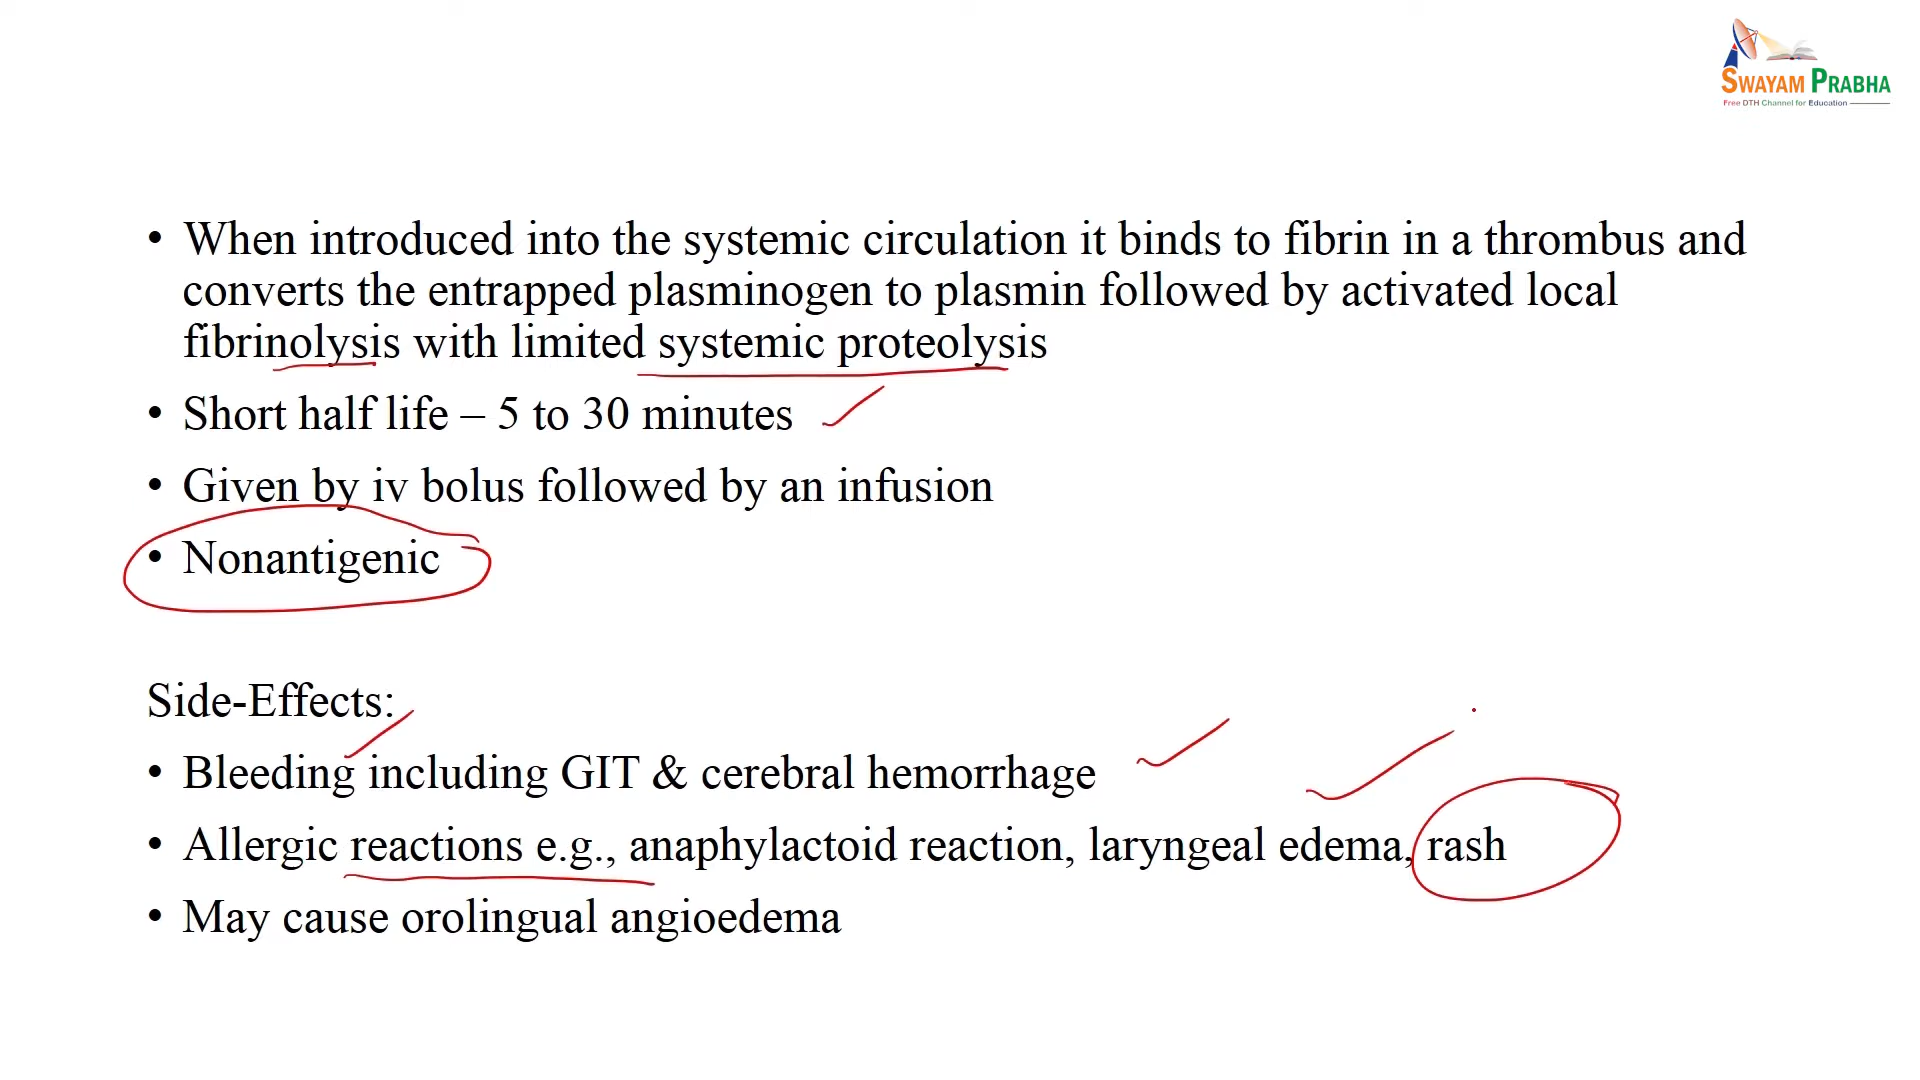 SWAYAM PRABHA
Free DTH Channel for Education
• When introduced into the systemic circulation it binds to fibrin in a thrombus and
converts the entrapped plasminogen to plasmin followed by activated local
fibrinolysis with limited systemic proteolysis
• Short half life – 5 to 30 minutes
• Given by iv bolus followed by an infusion
• Nonantigenic
Side-Effects:
• Bleeding including GIT & cerebral hemorrhage
• Allergic reactions e.g., anaphylactoid reaction, laryngeal edema, rash
• May cause orolingual angioedema